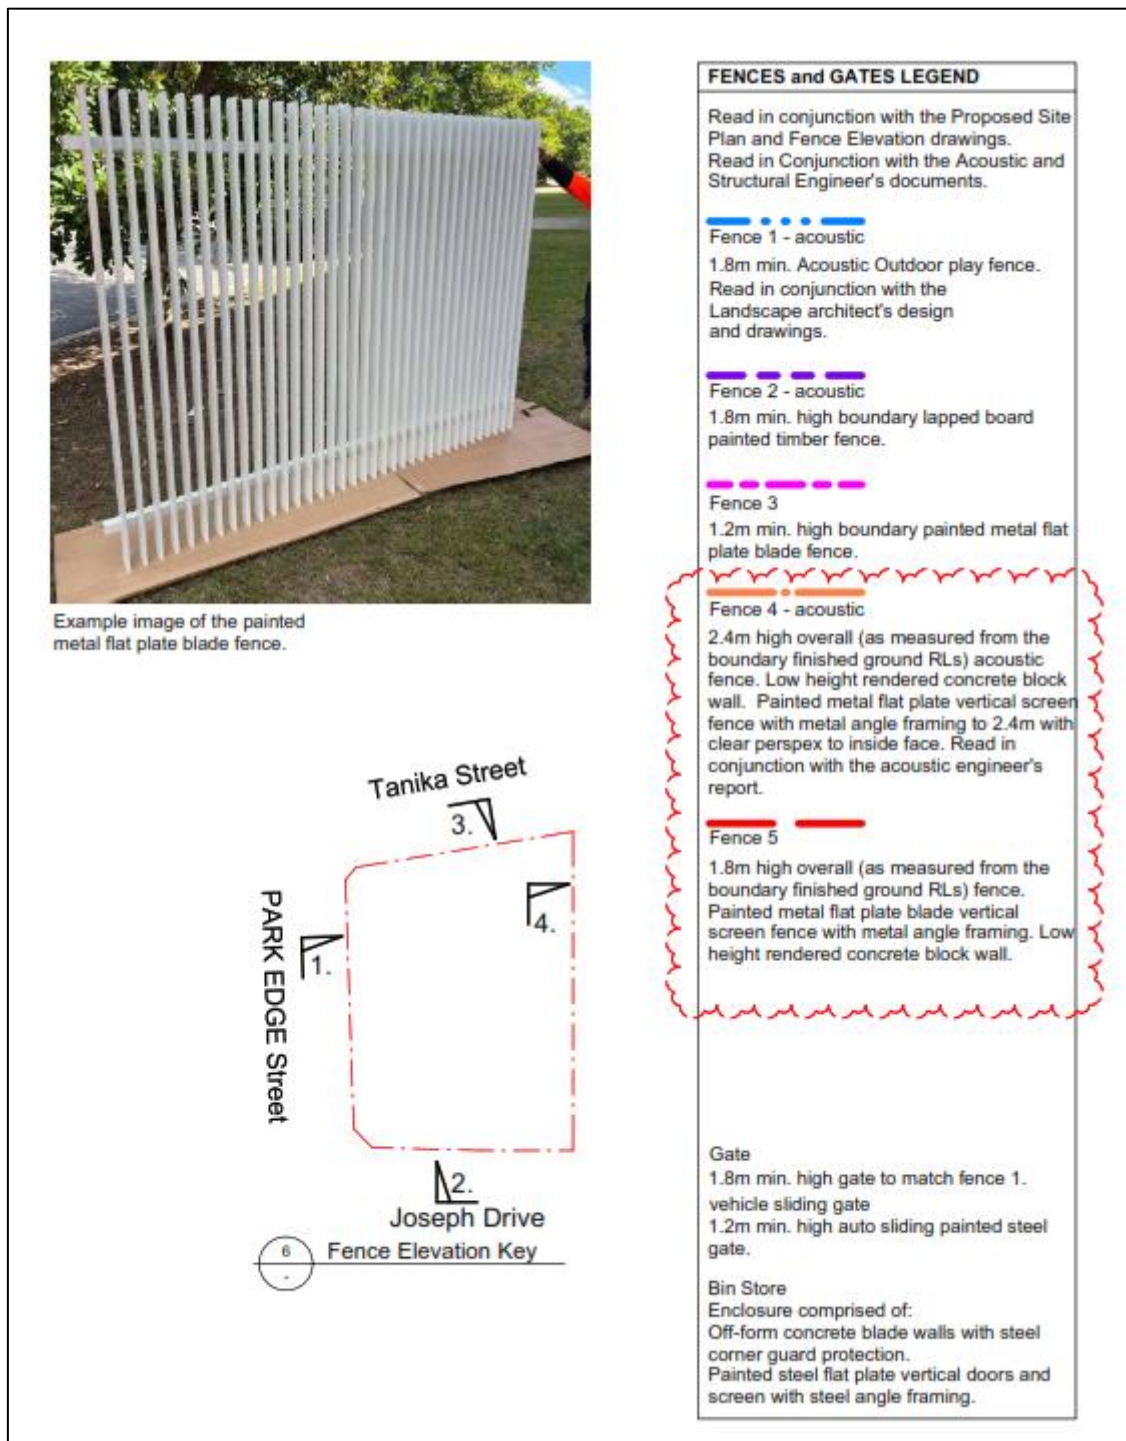 Example image of the painted
metal flat plate blade fence.
Tanika Street
3.
PARK EDGE Street
1.
4.
2.
Joseph Drive
6
-
Fence Elevation Key
FENCES and GATES LEGEND
Read in conjunction with the Proposed Site
Plan and Fence Elevation drawings.
Read in Conjunction with the Acoustic and
Structural Engineer's documents.
Fence 1 - acoustic
1.8m min. Acoustic Outdoor play fence.
Read in conjunction with the
Landscape architect's design
and drawings.
Fence 2 - acoustic
1.8m min. high boundary lapped board
painted timber fence.
Fence 3
1.2m min. high boundary painted metal flat
plate blade fence.
Fence 4 - acoustic
2.4m high overall (as measured from the
boundary finished ground RLs) acoustic
fence. Low height rendered concrete block
wall. Painted metal flat plate vertical screen
fence with metal angle framing to 2.4m with
clear perspex to inside face. Read in
conjunction with the acoustic engineer's
report.
Fence 5
1.8m high overall (as measured from the
boundary finished ground RLs) fence.
Painted metal flat plate blade vertical
screen fence with metal angle framing. Low
height rendered concrete block wall.
Gate
1.8m min. high gate to match fence 1.
vehicle sliding gate
1.2m min. high auto sliding painted steel
gate.
Bin Store
Enclosure comprised of:
Off-form concrete blade walls with steel
corner guard protection.
Painted steel flat plate vertical doors and
screen with steel angle framing.